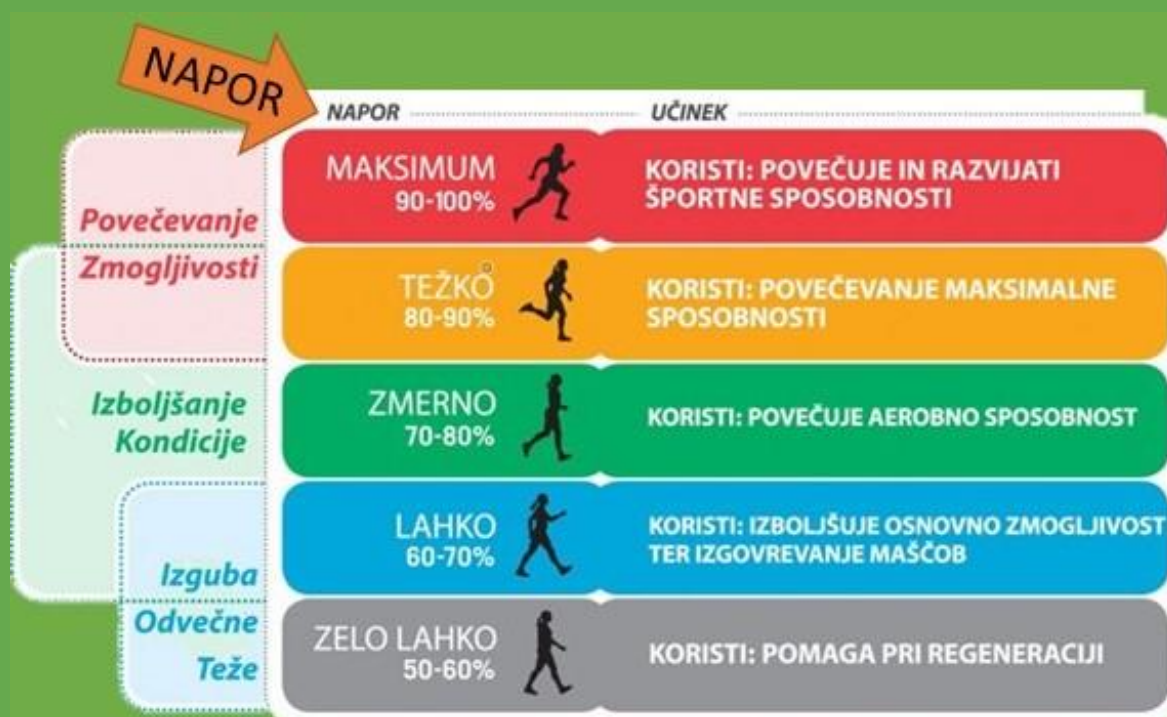 NAPOR
NAPOR UČINEK
Povečevanje
Zmogljivosti
MAKSIMUM
90-100%
KORISTI: POVEČUJE IN RAZVIJATI
ŠPORTNE SPOSOBNOSTI
TEŽKO
80-90%
KORISTI: POVEČEVANJE MAKSIMALNE
SPOSOBNOSTI
Izboljšanje
Kondicije
ZMERNO
70-80%
KORISTI: POVEČUJE AEROBNO SPOSOBNOST
Izguba
Odvečne
Teže
LAHKO
60-70%
KORISTI: IZBOLJŠUJE OSNOVNO ZMOGLJIVOST
TER IZGOVREVANJE MAŠČOB
ZELO LAHKO
50-60%
KORISTI: POMAGA PRI REGENERACIJI